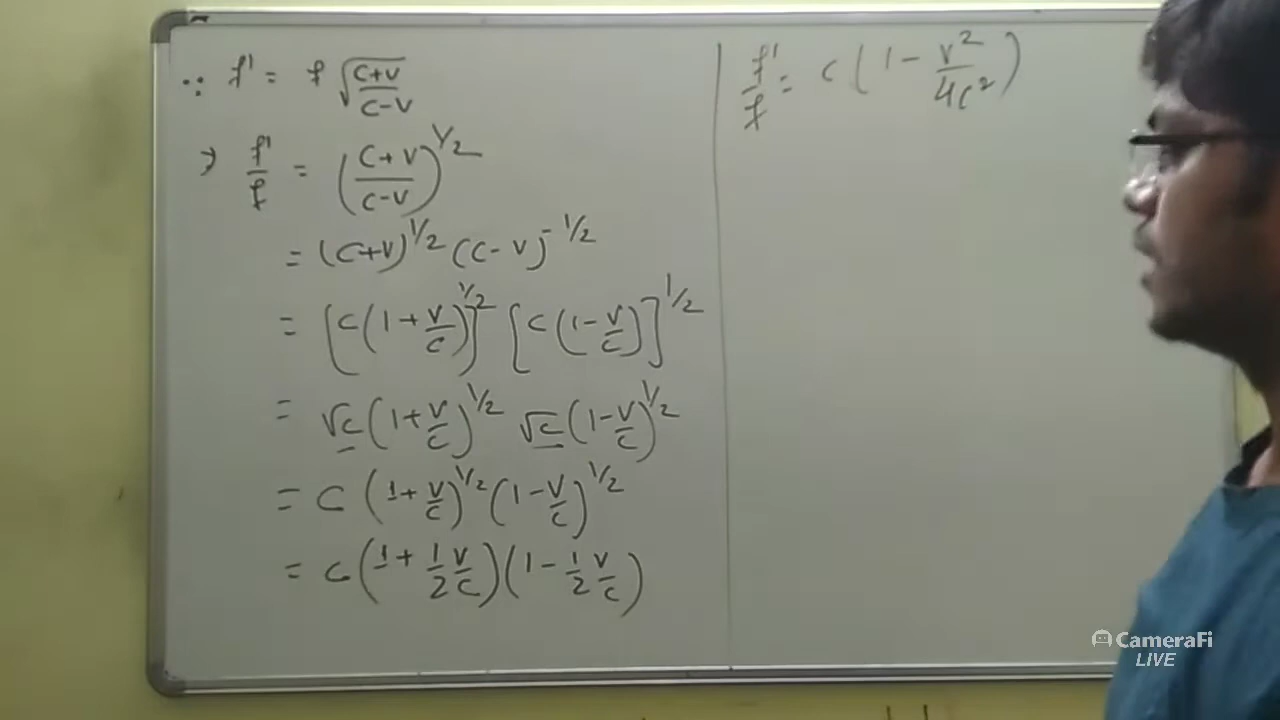 ∵ f' = f √((c+v)/(c-v))
⇒ f'/f = ((c+v)/(c-v))^1/2
= (c+v)^1/2 (c-v)^-1/2
= [c(1+v/c)]^1/2 [c(1-v/c)]^1/2
= √c (1+v/c)^1/2 √c (1-v/c)^1/2
= c (1+v/c)^1/2 (1-v/c)^1/2
= c (1+1/2 v/c)(1-1/2 v/c)
f'/f = c (1 - v²/4c²)
CameraFi
LIVE